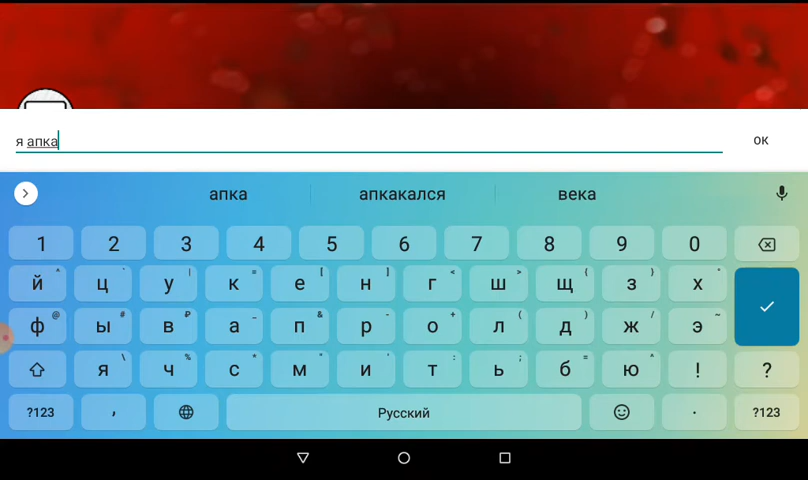 я апка
ок
апка апкакался века
1 2 3 4 5 6 7 8 9 0
й ^ ц ` у | к = е [ н ] г < ш > щ { з } х
ф @ ы # в ₽ а _ п & р - о + л ( д ) ж / э ~
я \ ч % с * м " и ' т : ь ; б = ю ^ ! ?
?123 , Русский . ?123